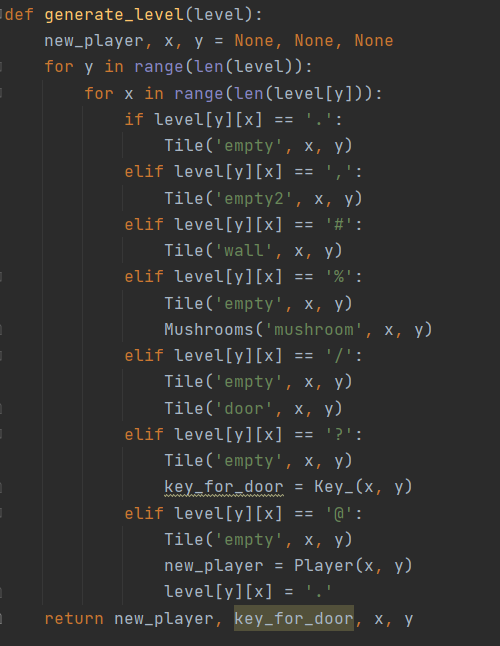 def generate_level(level):
    new_player, x, y = None, None, None
    for y in range(len(level)):
        for x in range(len(level[y])):
            if level[y][x] == '.':
                Tile('empty', x, y)
            elif level[y][x] == ',':
                Tile('empty2', x, y)
            elif level[y][x] == '#':
                Tile('wall', x, y)
            elif level[y][x] == '%':
                Tile('empty', x, y)
                Mushrooms('mushroom', x, y)
            elif level[y][x] == '/':
                Tile('empty', x, y)
                Tile('door', x, y)
            elif level[y][x] == '?':
                Tile('empty', x, y)
                key_for_door = Key_(x, y)
            elif level[y][x] == '@':
                Tile('empty', x, y)
                new_player = Player(x, y)
                level[y][x] = '.'
    return new_player, key_for_door, x, y